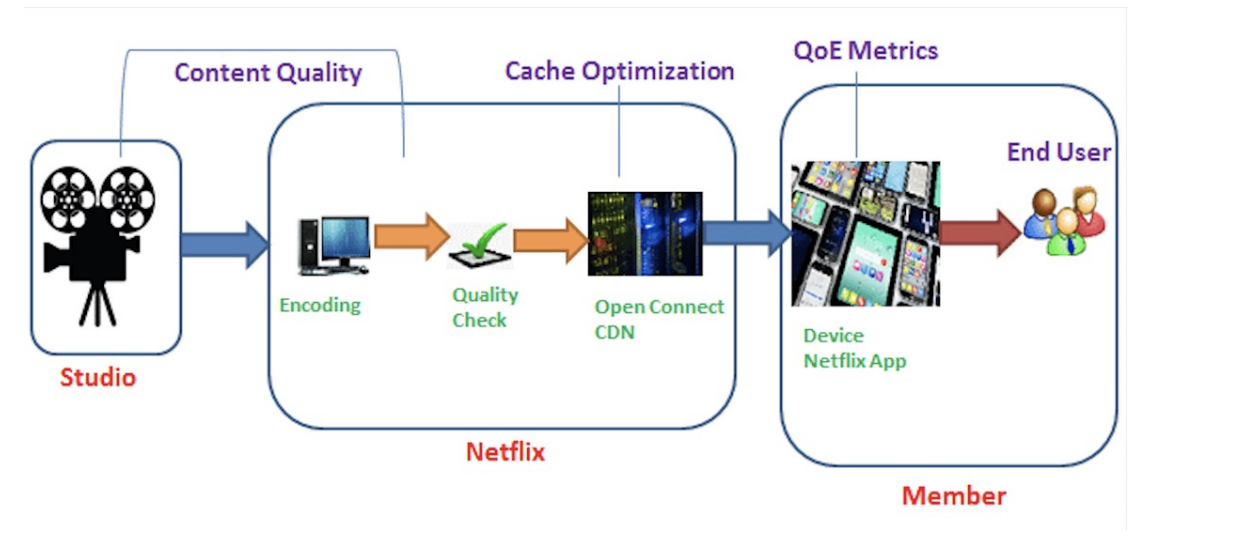 QoE Metrics
Content Quality
Cache Optimization
End User
Encoding
Quality
Check
Open Connect
CDN
Device
Netflix App
Studio
Netflix
Member